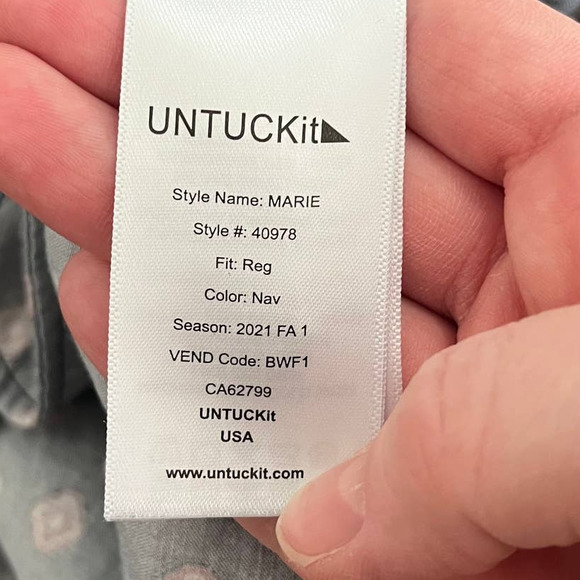 UNTUCKit
Style Name: MARIE
Style #: 40978
Fit: Reg
Color: Nav
Season: 2021 FA 1
VEND Code: BWF1
CA62799
UNTUCKit
USA
www.untuckit.com